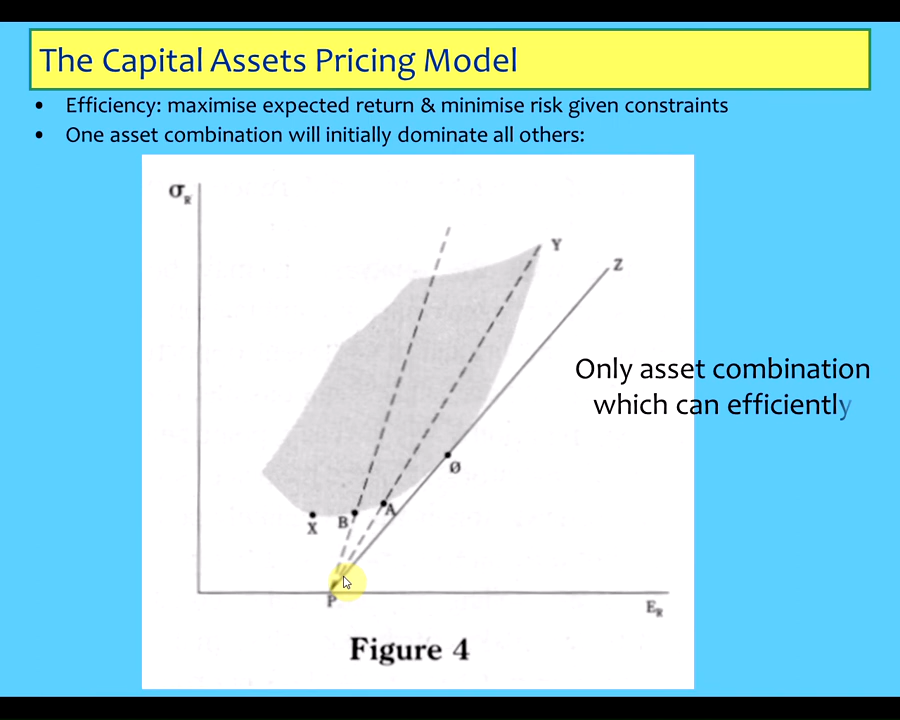 The Capital Assets Pricing Model
• Efficiency: maximise expected return & minimise risk given constraints
• One asset combination will initially dominate all others:
σR
Y
Z
Only asset combination
which can efficiently
Ø
X
B
A
P
ER
Figure 4